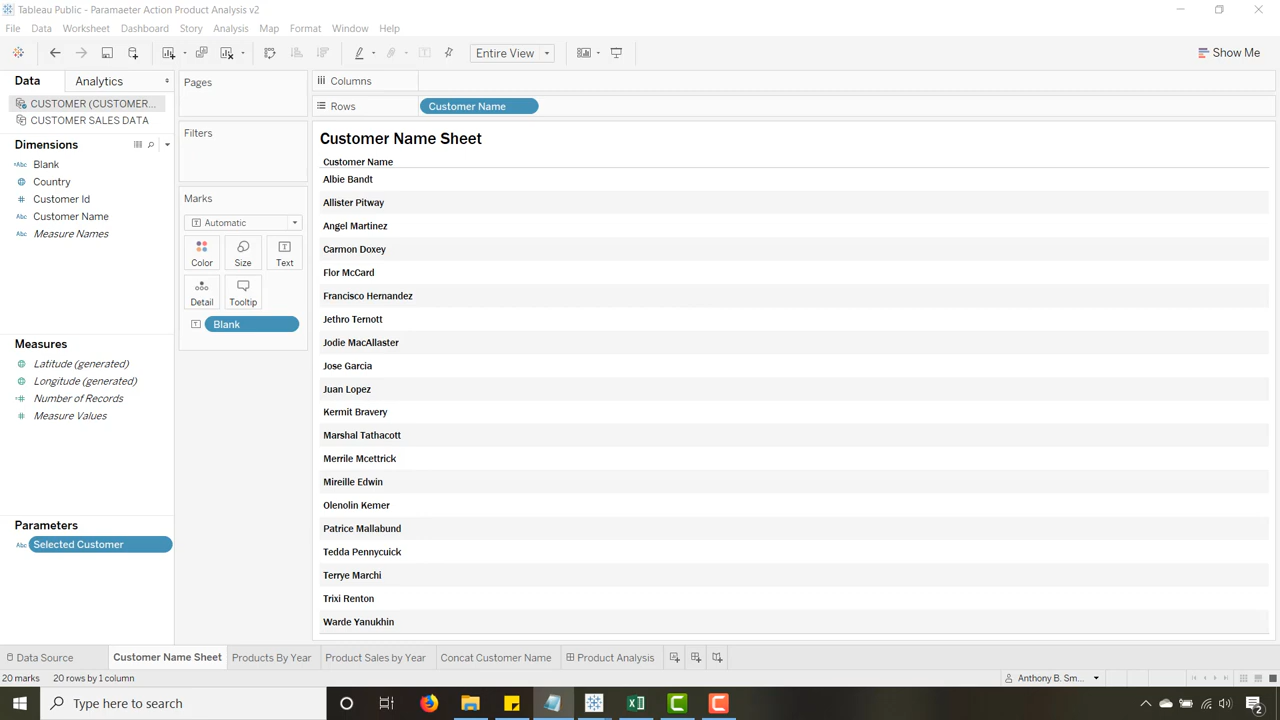 Tableau Public - Paramaeter Action Product Analysis v2
File Data Worksheet Dashboard Story Analysis Map Format Window Help
Entire View
Show Me
Data Analytics
CUSTOMER (CUSTOMER...
CUSTOMER SALES DATA
Dimensions
Abc Blank
Country
# Customer Id
Abc Customer Name
Abc Measure Names
Measures
Latitude (generated)
Longitude (generated)
# Number of Records
# Measure Values
Parameters
Abc Selected Customer
Pages
Filters
Marks
T Automatic
Color Size Text
Detail Tooltip
T Blank
Columns
Rows Customer Name
Customer Name Sheet
Customer Name
Albie Bandt
Allister Pitway
Angel Martinez
Carmon Doxey
Flor McCard
Francisco Hernandez
Jethro Ternott
Jodie MacAllaster
Jose Garcia
Juan Lopez
Kermit Bravery
Marshal Tathacott
Merrile Mcettrick
Mireille Edwin
Olenolin Kemer
Patrice Mallabund
Tedda Pennycuick
Terrye Marchi
Trixi Renton
Warde Yanukhin
Data Source Customer Name Sheet Products By Year Product Sales by Year Concat Customer Name Product Analysis
20 marks 20 rows by 1 column Anthony B. Sm...
Type here to search
2